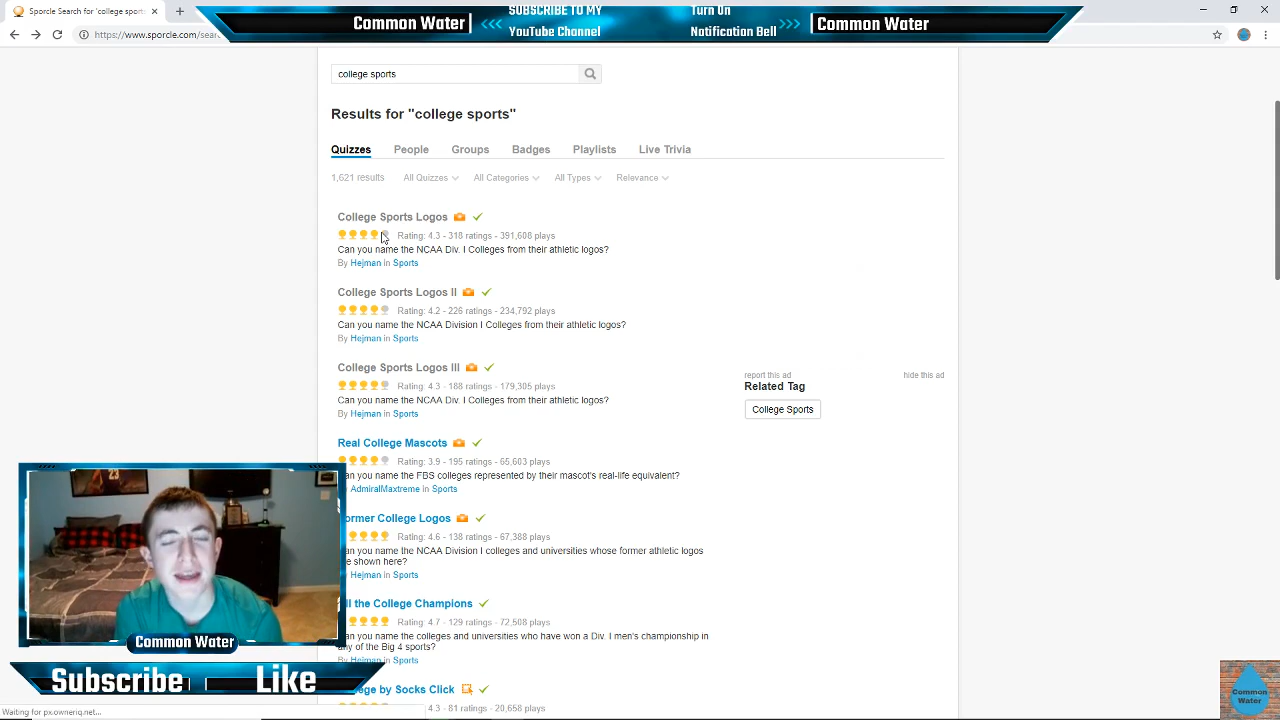 Sporcle Search for 'college sport
Common Water
SUBSCRIBE TO MY
YouTube Channel
Turn On
Notification Bell
Common Water
https://www.sporcle.com/sear
college sports
Results for "college sports"
Quizzes People Groups Badges Playlists Live Trivia
1,621 results All Quizzes All Categories All Types Relevance
College Sports Logos
Rating: 4.3 - 318 ratings - 391,608 plays
Can you name the NCAA Div. I Colleges from their athletic logos?
By Hejman in Sports
College Sports Logos II
Rating: 4.2 - 226 ratings - 234,792 plays
Can you name the NCAA Division I Colleges from their athletic logos?
By Hejman in Sports
College Sports Logos III
Rating: 4.3 - 188 ratings - 179,305 plays
Can you name the NCAA Div. I Colleges from their athletic logos?
By Hejman in Sports
report this ad hide this ad
Related Tag
College Sports
Real College Mascots
Rating: 3.9 - 195 ratings - 65,603 plays
an you name the FBS colleges represented by their mascot's real-life equivalent?
AdmiralMaxtreme in Sports
ormer College Logos
Rating: 4.6 - 138 ratings - 67,388 plays
an you name the NCAA Division I colleges and universities whose former athletic logos
e shown here?
Hejman in Sports
ll the College Champions
Rating: 4.7 - 129 ratings - 72,508 plays
an you name the colleges and universities who have won a Div. I men's championship in
ny of the Big 4 sports?
By Hejman in Sports
ege by Socks Click
4.3 - 81 ratings - 20,658 plays
Common Water
Subscribe Like
Waiting for px.owneriq.net...
Common
Water